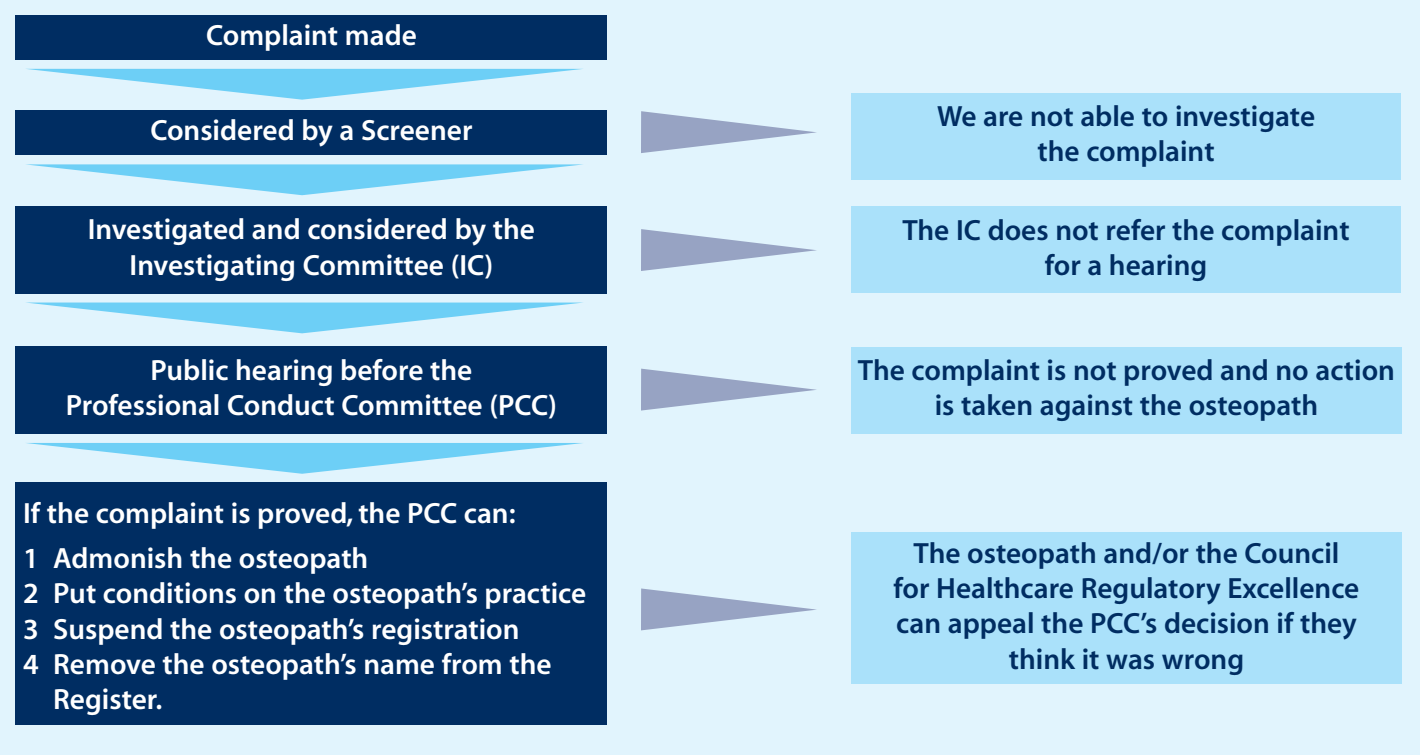 Complaint made
Considered by a Screener
We are not able to investigate
the complaint
Investigated and considered by the
Investigating Committee (IC)
The IC does not refer the complaint
for a hearing
Public hearing before the
Professional Conduct Committee (PCC)
The complaint is not proved and no action
is taken against the osteopath
If the complaint is proved, the PCC can:
1 Admonish the osteopath
2 Put conditions on the osteopath's practice
3 Suspend the osteopath's registration
4 Remove the osteopath's name from the
Register.
The osteopath and/or the Council
for Healthcare Regulatory Excellence
can appeal the PCC's decision if they
think it was wrong